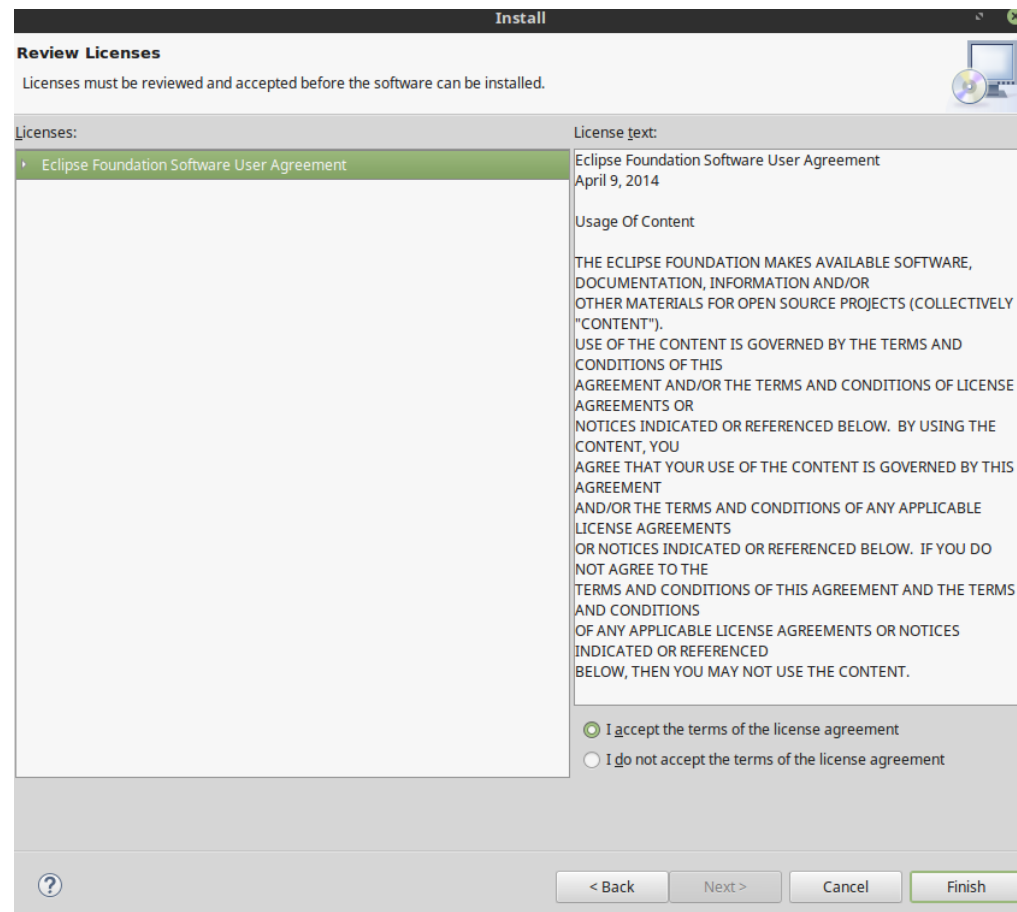 Install
Review Licenses
Licenses must be reviewed and accepted before the software can be installed.
Licenses:
Eclipse Foundation Software User Agreement
License text:
Eclipse Foundation Software User Agreement
April 9, 2014
Usage Of Content
THE ECLIPSE FOUNDATION MAKES AVAILABLE SOFTWARE,
DOCUMENTATION, INFORMATION AND/OR
OTHER MATERIALS FOR OPEN SOURCE PROJECTS (COLLECTIVELY
"CONTENT").
USE OF THE CONTENT IS GOVERNED BY THE TERMS AND
CONDITIONS OF THIS
AGREEMENT AND/OR THE TERMS AND CONDITIONS OF LICENSE
AGREEMENTS OR
NOTICES INDICATED OR REFERENCED BELOW.  BY USING THE
CONTENT, YOU
AGREE THAT YOUR USE OF THE CONTENT IS GOVERNED BY THIS
AGREEMENT
AND/OR THE TERMS AND CONDITIONS OF ANY APPLICABLE
LICENSE AGREEMENTS
OR NOTICES INDICATED OR REFERENCED BELOW.  IF YOU DO
NOT AGREE TO THE
TERMS AND CONDITIONS OF THIS AGREEMENT AND THE TERMS
AND CONDITIONS
OF ANY APPLICABLE LICENSE AGREEMENTS OR NOTICES
INDICATED OR REFERENCED
BELOW, THEN YOU MAY NOT USE THE CONTENT.
I accept the terms of the license agreement
I do not accept the terms of the license agreement
?
< Back
Next >
Cancel
Finish